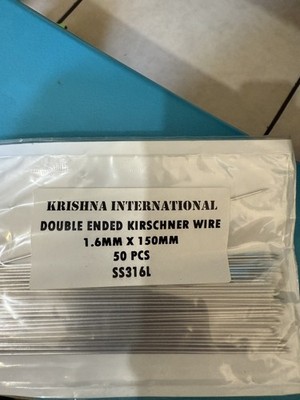 KRISHNA INTERNATIONAL
DOUBLE ENDED KIRSCHNER WIRE
1.6MM X 150MM
50 PCS
SS316L